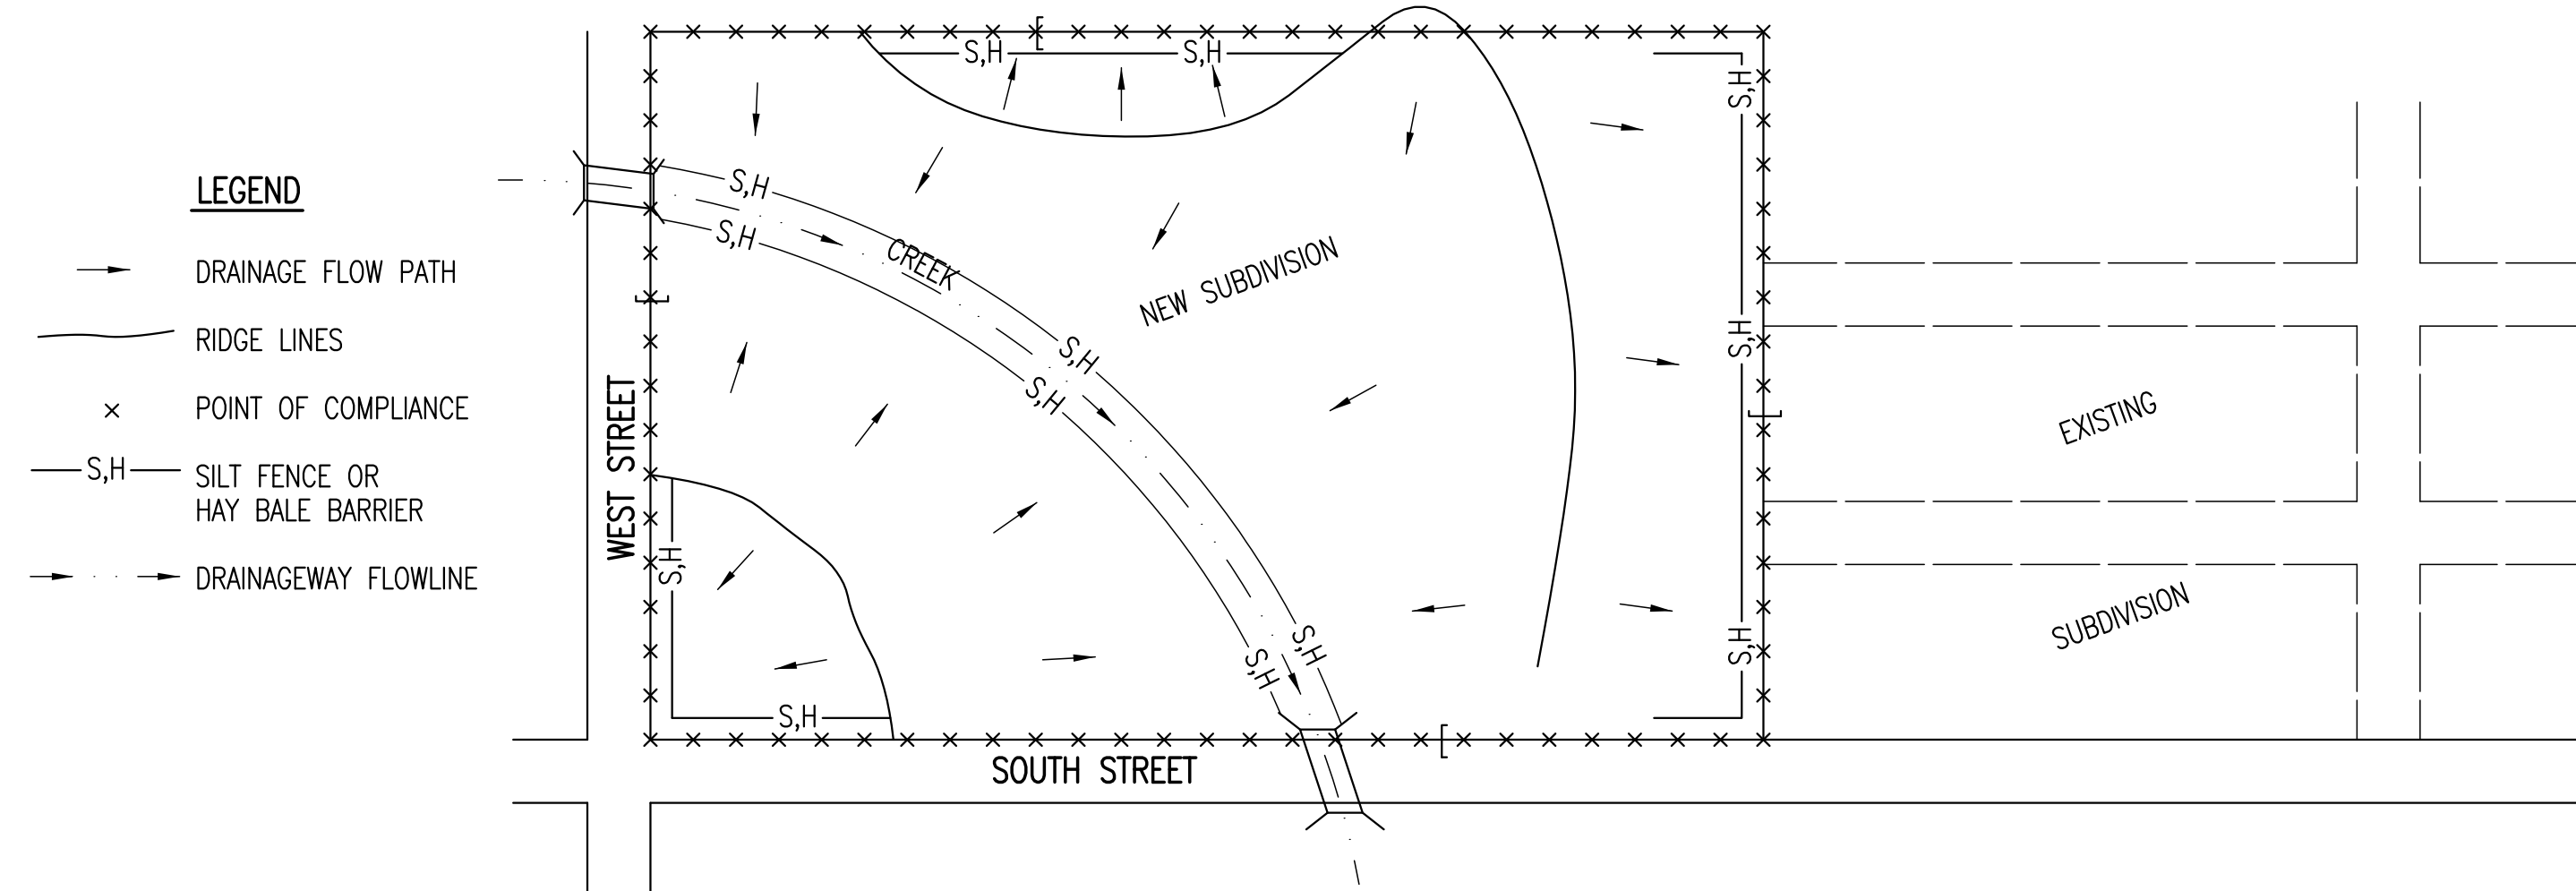 LEGEND
DRAINAGE FLOW PATH
RIDGE LINES
POINT OF COMPLIANCE
S,H
SILT FENCE OR
HAY BALE BARRIER
DRAINAGEWAY FLOWLINE
S,H
S,H
S,H
S,H
S,H
CREEK
NEW SUBDIVISION
S,H
S,H
S,H
WEST STREET
EXISTING
S,H
S,H
S,H
S,H
SUBDIVISION
S,H
SOUTH STREET